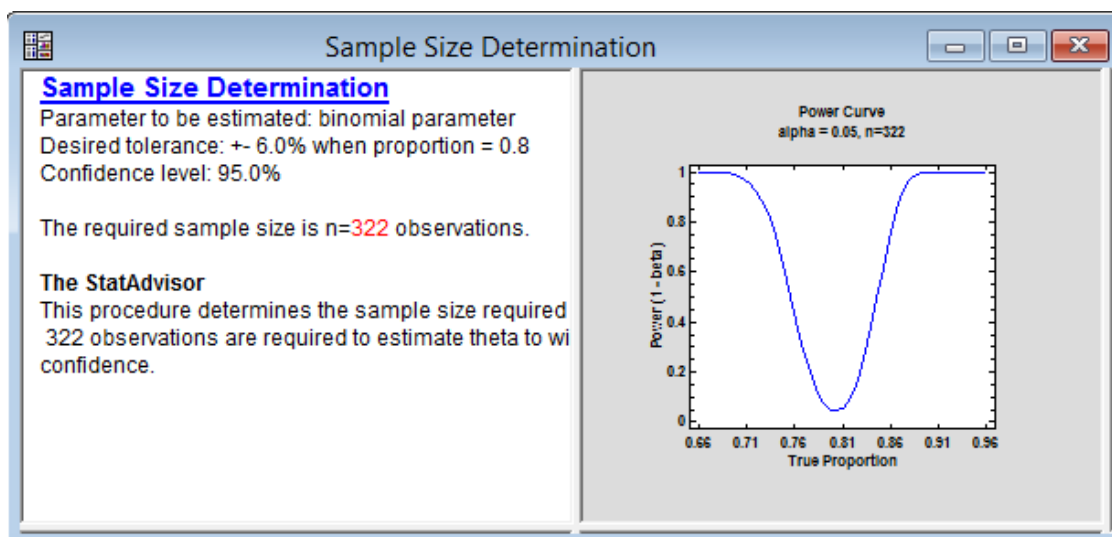 Sample Size Determination
Sample Size Determination
Parameter to be estimated: binomial parameter
Desired tolerance: +- 6.0% when proportion = 0.8
Confidence level: 95.0%
The required sample size is n=322 observations.
The StatAdvisor
This procedure determines the sample size required
322 observations are required to estimate theta to wi
confidence.
Power Curve
alpha = 0.05, n=322
1
0.8
0.6
0.4
0.2
0
Power (1 - beta)
0.66 0.71 0.76 0.81 0.86 0.91 0.96
True Proportion